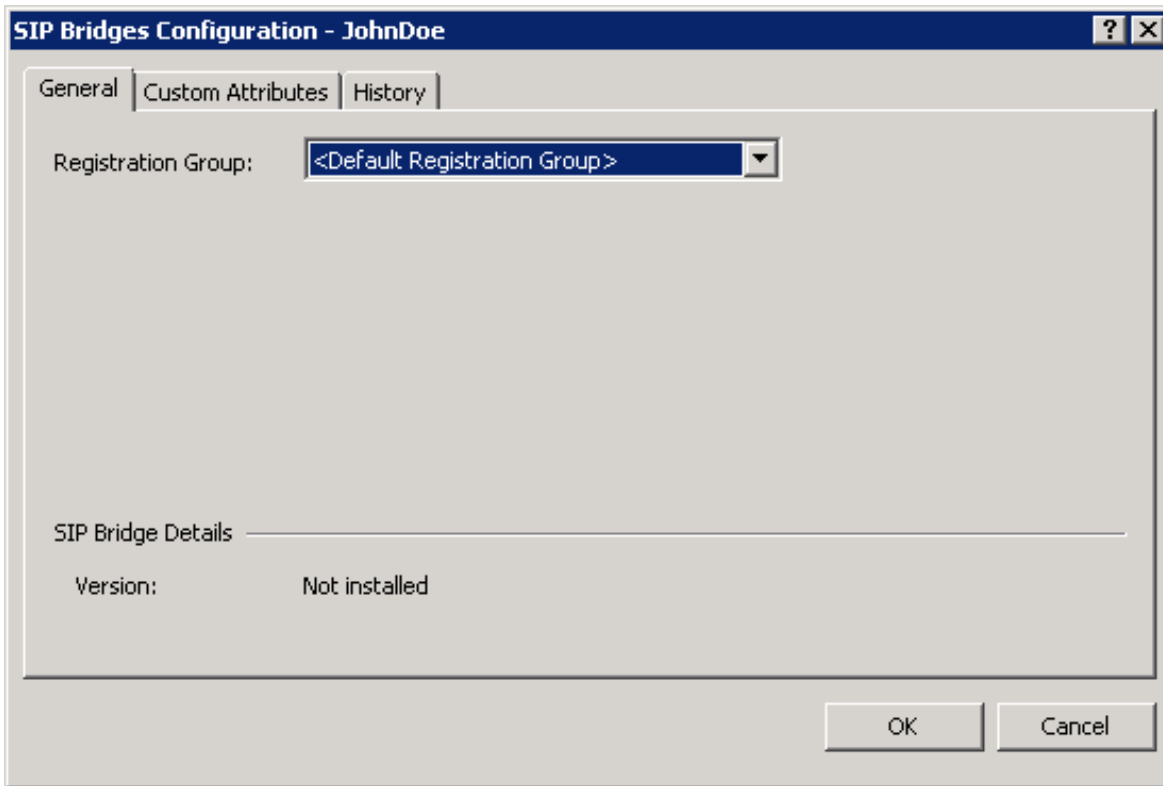 SIP Bridges Configuration - JohnDoe
General Custom Attributes History
Registration Group: <Default Registration Group>
SIP Bridge Details
Version: Not installed
OK Cancel